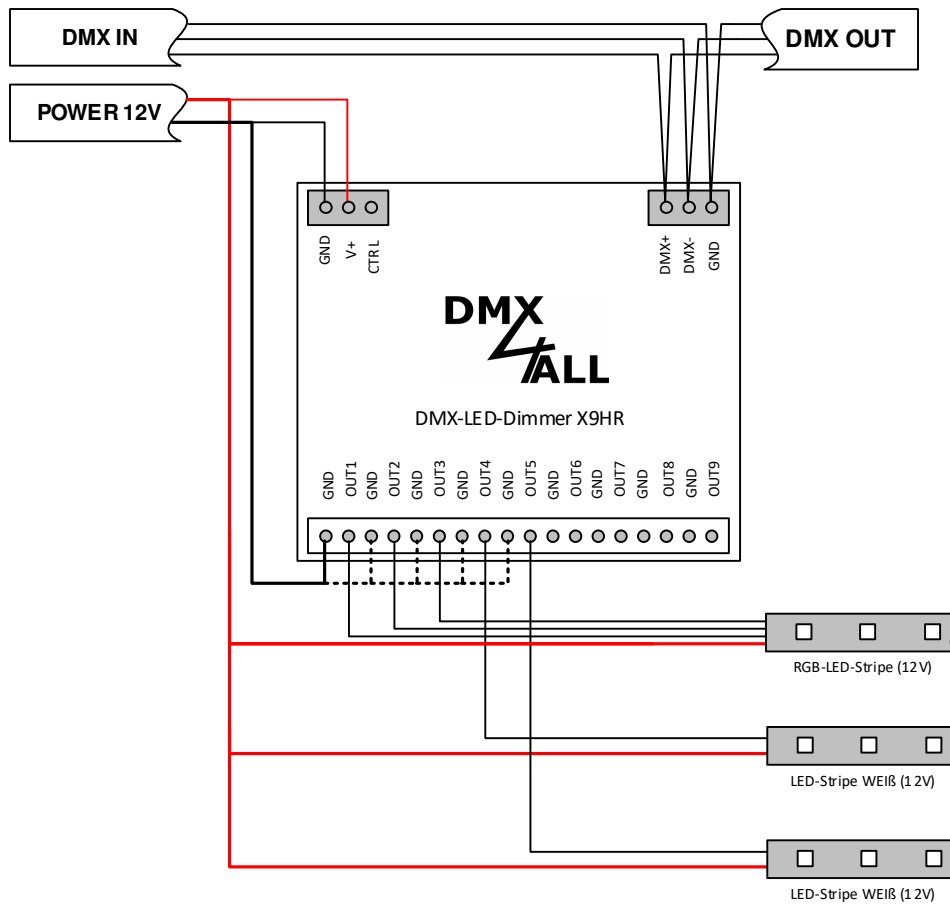 DMX IN
DMX OUT
POWER 12V
GND
V+
CTRL
DMX+
DMX-
GND
DMX
4
ALL
DMX-LED-Dimmer X9HR
GND
OUT1
GND
OUT2
GND
OUT3
GND
OUT4
GND
OUT5
GND
OUT6
GND
OUT7
GND
OUT8
GND
OUT9
RGB-LED-Stripe (12V)
LED-Stripe WEIß (12V)
LED-Stripe WEIß (12V)